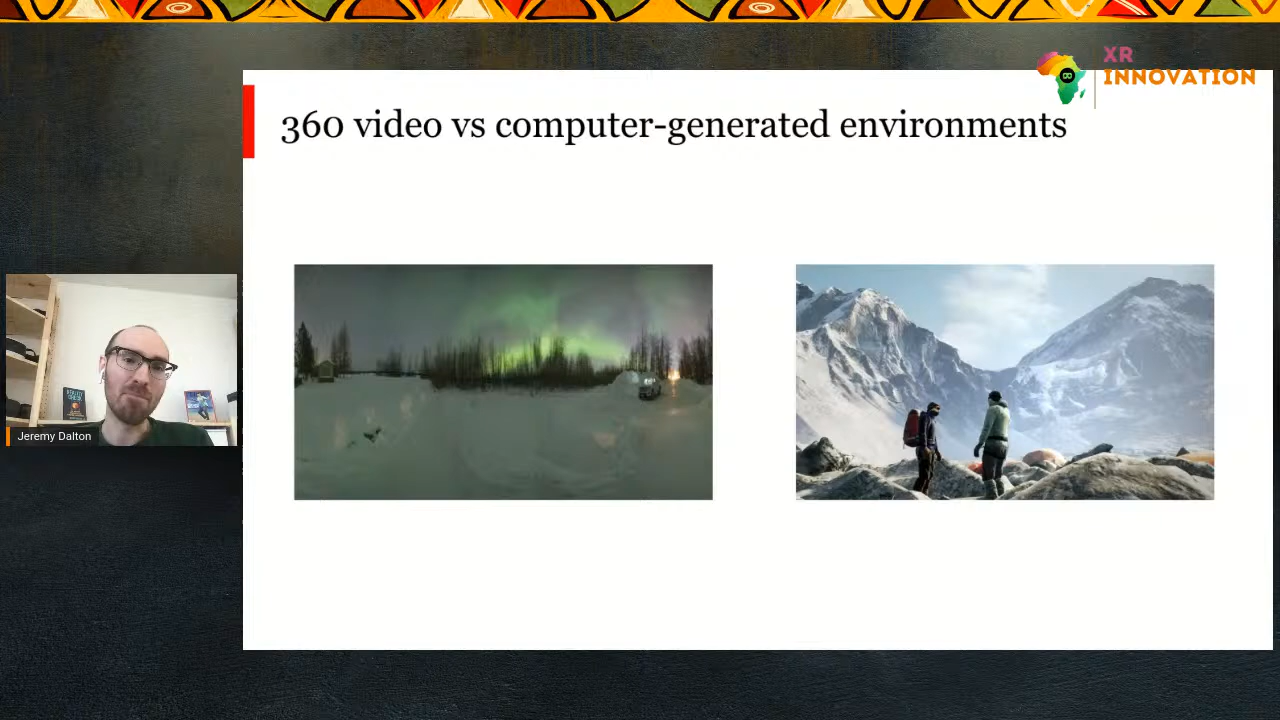 XR
INNOVATION
360 video vs computer-generated environments
Jeremy Dalton